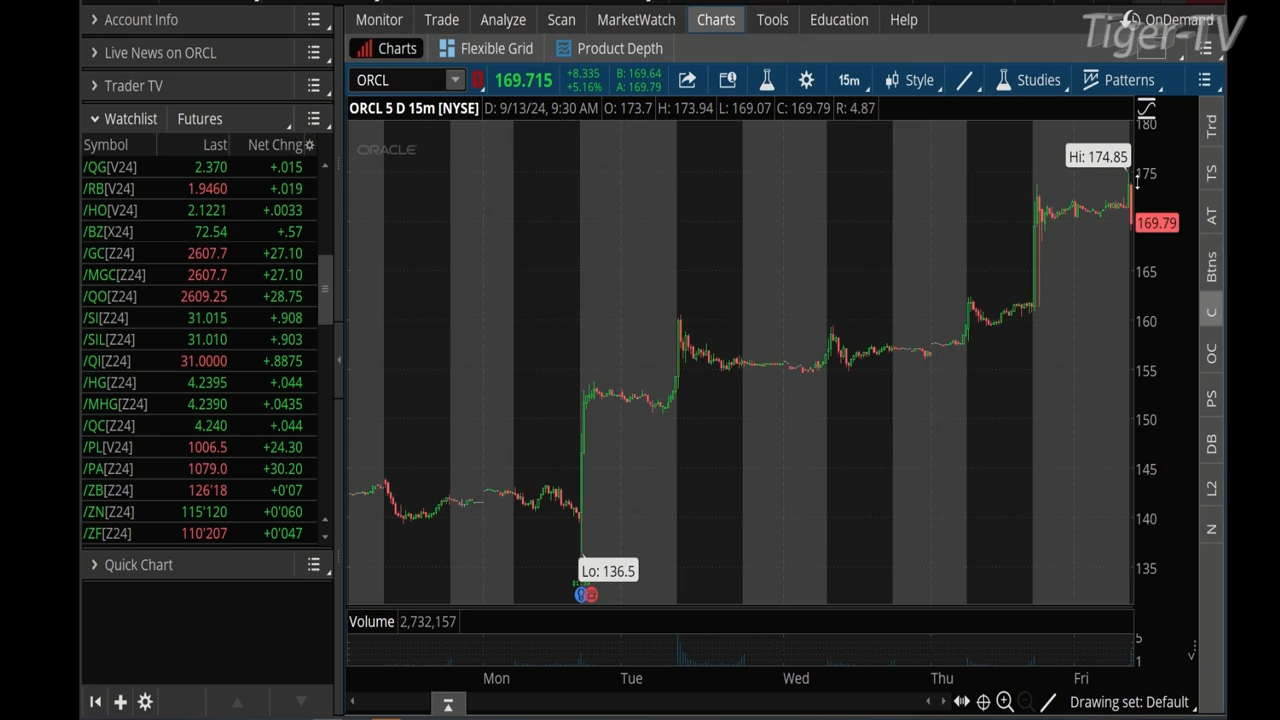 Account Info
Live News on ORCL
Trader TV
Watchlist Futures
Symbol Last Net Chng
/QG[V24] 2.370 +.015
/RB[V24] 1.9460 +.019
/HO[V24] 2.1221 +.0033
/BZ[X24] 72.54 +.57
/GC[Z24] 2607.7 +27.10
/MGC[Z24] 2607.7 +27.10
/QO[Z24] 2609.25 +28.75
/SI[Z24] 31.015 +.908
/SIL[Z24] 31.010 +.903
/QI[Z24] 31.0000 +.8875
/HG[Z24] 4.2395 +.044
/MHG[Z24] 4.2390 +.0435
/QC[Z24] 4.240 +.044
/PL[V24] 1006.5 +24.30
/PA[Z24] 1079.0 +30.20
/ZB[Z24] 126'18 +0'07
/ZN[Z24] 115'120 +0'060
/ZF[Z24] 110'207 +0'047
Quick Chart
Monitor Trade Analyze Scan MarketWatch Charts Tools Education Help OnDemand
Tiger-TV
Charts Flexible Grid Product Depth
ORCL 169.715 +8.335 +5.16% B: 169.64 A: 169.79 15m Style Studies Patterns
ORCL 5 D 15m [NYSE] D: 9/13/24, 9:30 AM O: 173.7 H: 173.94 L: 169.07 C: 169.79 R: 4.87
ORACLE
Hi: 174.85
Lo: 136.5
180
175
169.79
165
160
155
150
145
140
135
Volume 2,732,157
5
1
Mon Tue Wed Thu Fri
Drawing set: Default
Trd
TS
AT
Btns
C
OC
PS
DB
L2
N